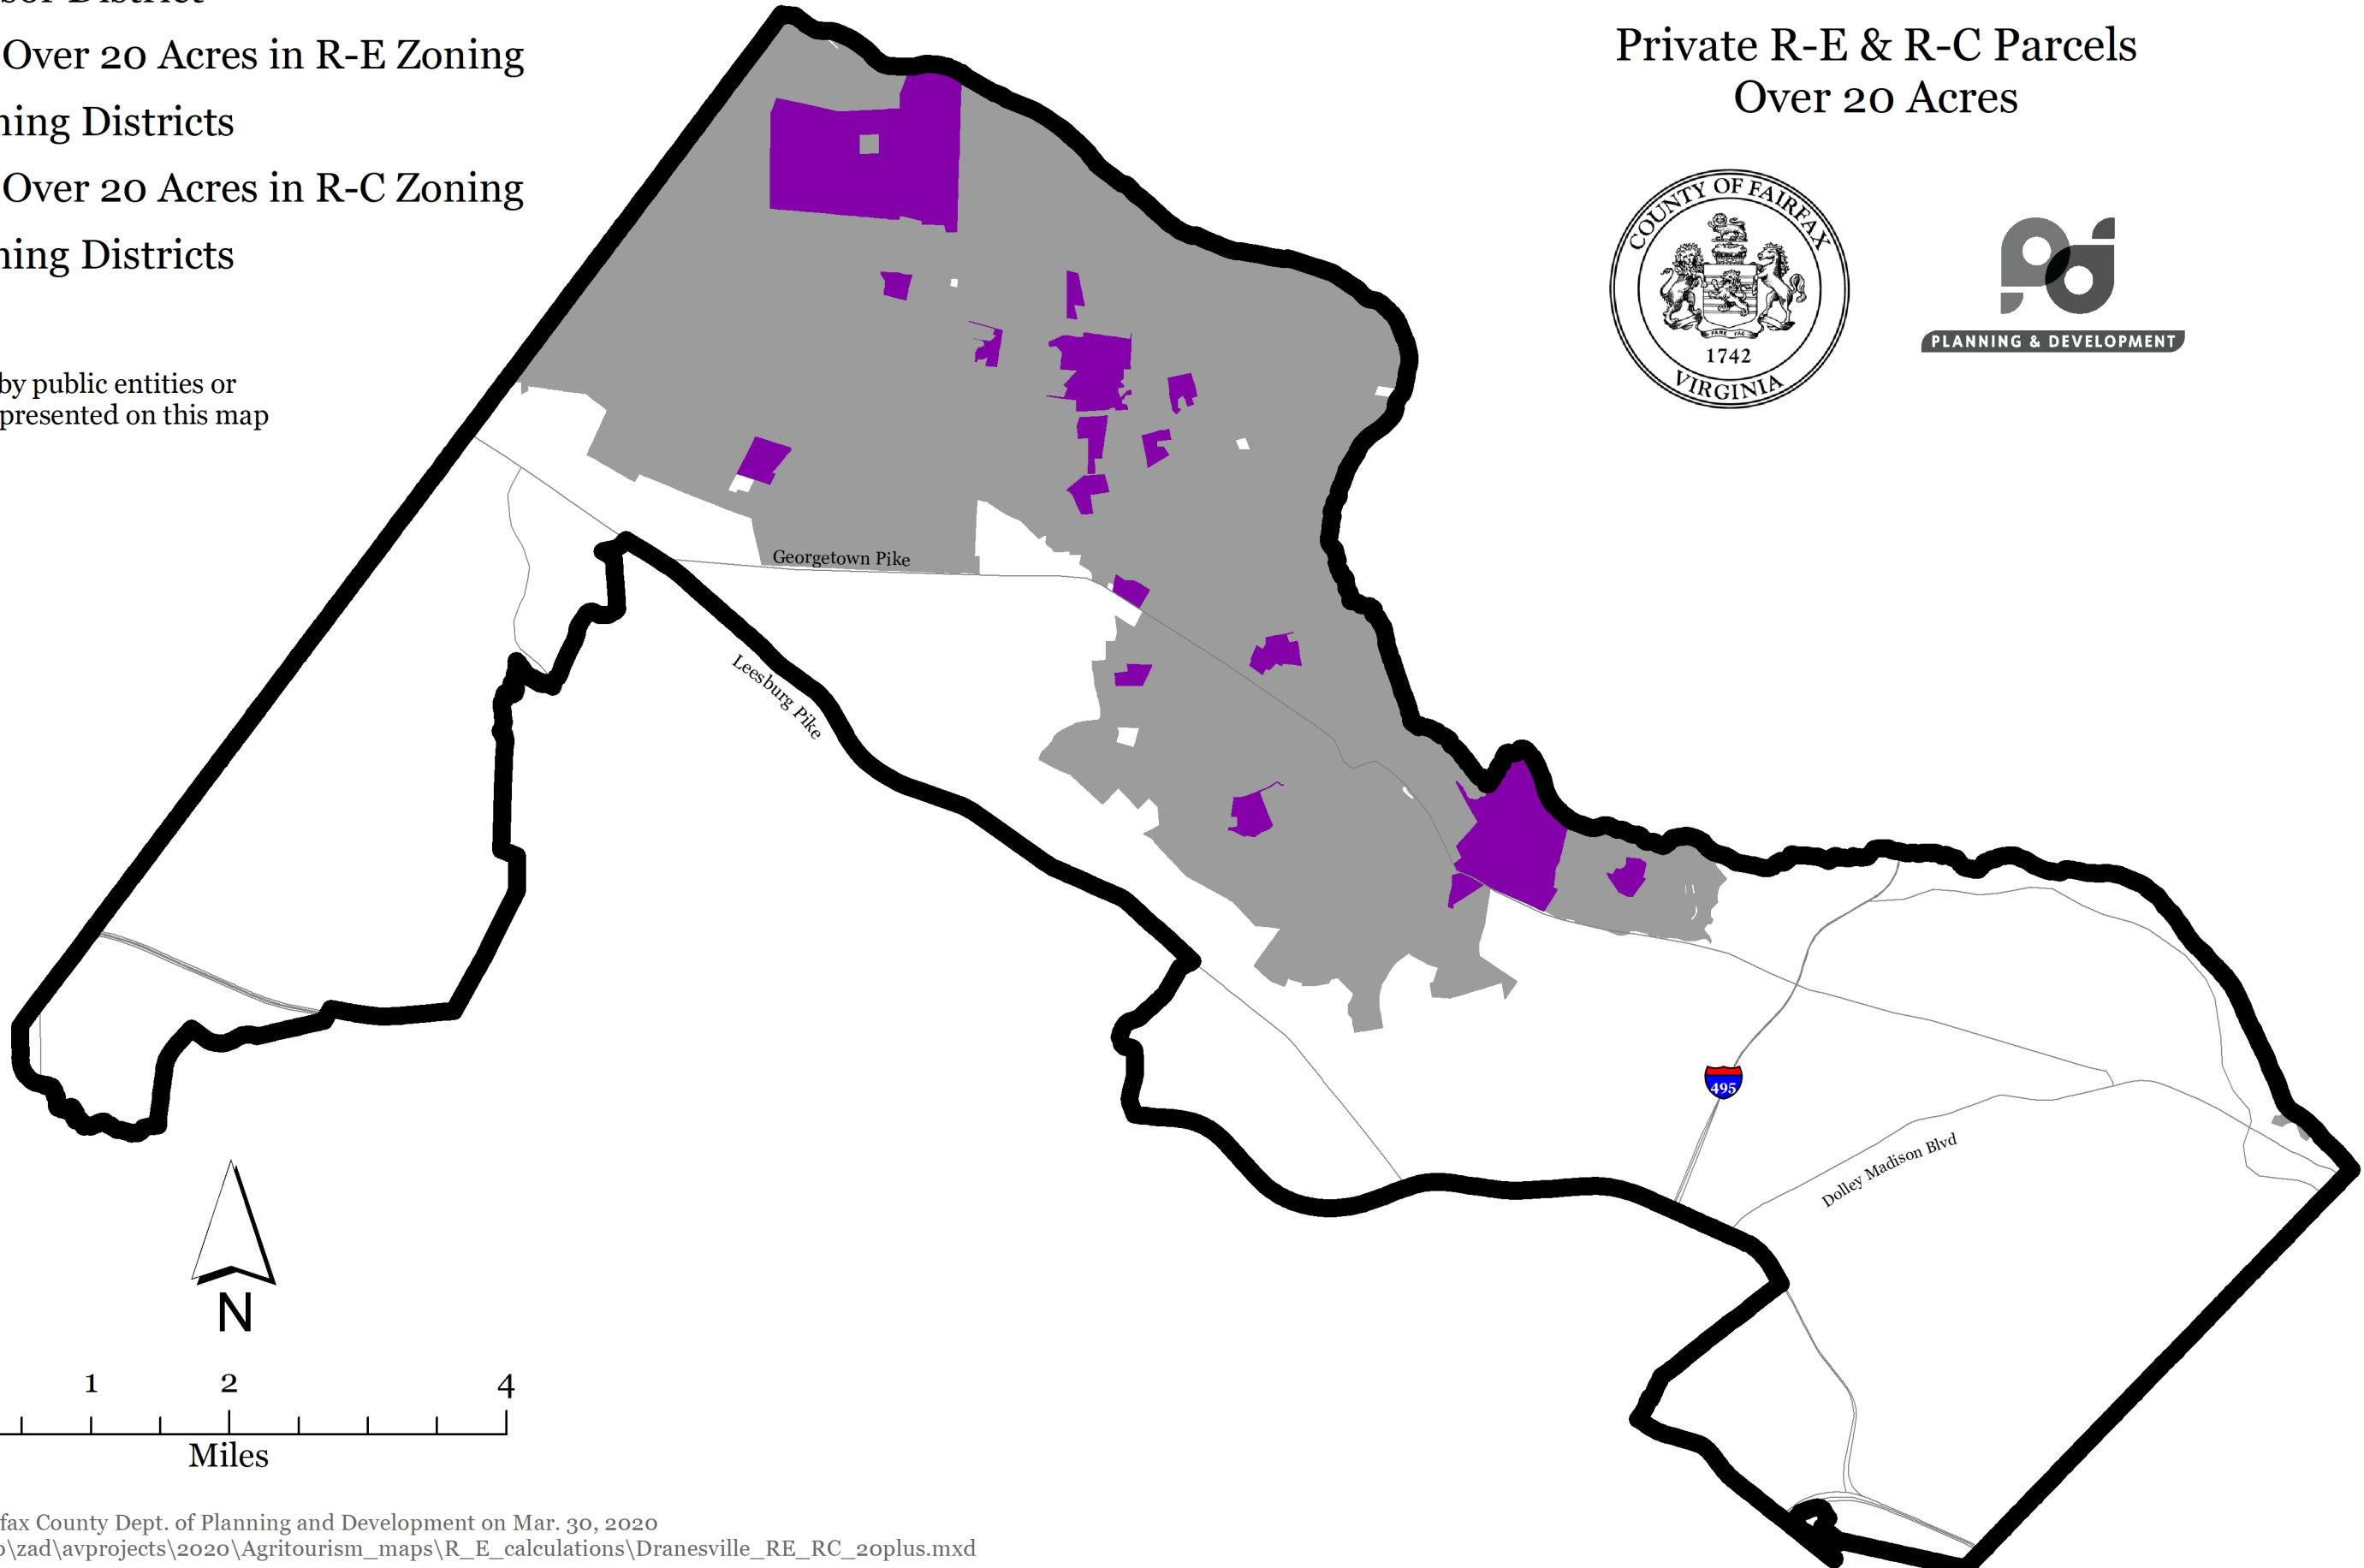 sor District
Over 20 Acres in R-E Zoning
ning Districts
Over 20 Acres in R-C Zoning
ning Districts
by public entities or
presented on this map
Private R-E & R-C Parcels
Over 20 Acres
COUNTY OF FAIRFAX
1742
VIRGINIA
pd
PLANNING & DEVELOPMENT
Georgetown Pike
Leesburg Pike
495
Dolley Madison Blvd
N
1 2 4
Miles
fax County Dept. of Planning and Development on Mar. 30, 2020
\zad\avprojects\2020\Agritourism_maps\R_E_calculations\Dranesville_RE_RC_20plus.mxd